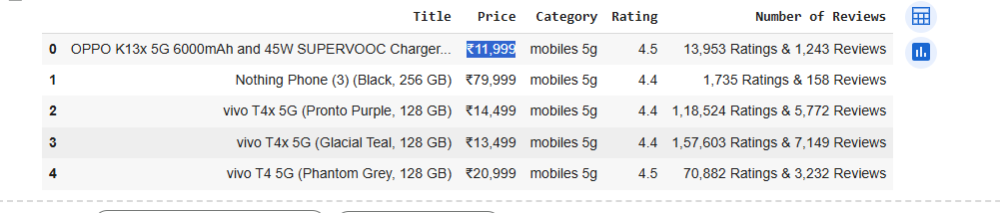 Title Price Category Rating Number of Reviews
0 OPPO K13x 5G 6000mAh and 45W SUPERVOOC Charger... ₹11,999 mobiles 5g 4.5 13,953 Ratings & 1,243 Reviews
1 Nothing Phone (3) (Black, 256 GB) ₹79,999 mobiles 5g 4.4 1,735 Ratings & 158 Reviews
2 vivo T4x 5G (Pronto Purple, 128 GB) ₹14,499 mobiles 5g 4.4 1,18,524 Ratings & 5,772 Reviews
3 vivo T4x 5G (Glacial Teal, 128 GB) ₹13,499 mobiles 5g 4.4 1,57,603 Ratings & 7,149 Reviews
4 vivo T4 5G (Phantom Grey, 128 GB) ₹20,999 mobiles 5g 4.5 70,882 Ratings & 3,232 Reviews